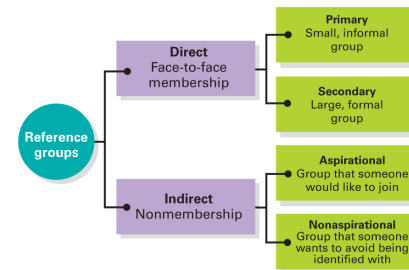 Reference
groups
Direct
Face-to-face
membership
Primary
Small, informal
group
Secondary
Large, formal
group
Indirect
Nonmembership
Aspirational
Group that someone
would like to join
Nonaspirational
Group that someone
wants to avoid being
identified with